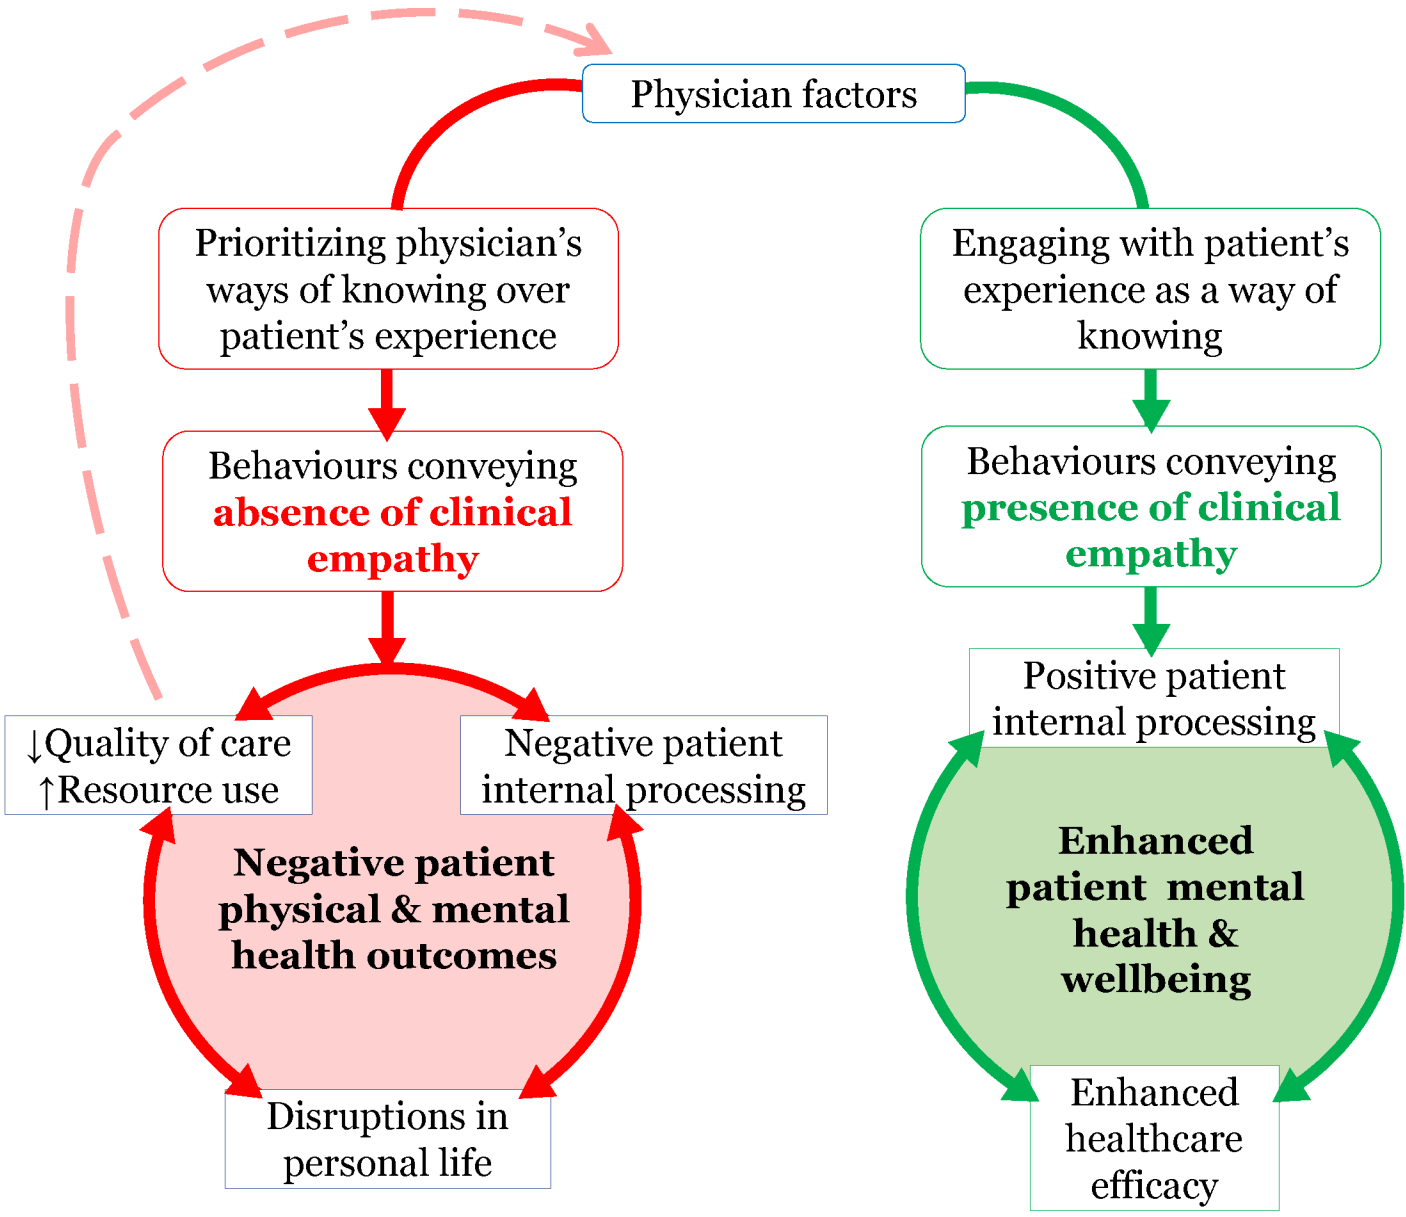 Physician factors
Prioritizing physician’s
ways of knowing over
patient’s experience
Engaging with patient’s
experience as a way of
knowing
Behaviours conveying
absence of clinical
empathy
Behaviours conveying
presence of clinical
empathy
↓Quality of care
↑Resource use
Negative patient
internal processing
Negative patient
physical & mental
health outcomes
Disruptions in
personal life
Positive patient
internal processing
Enhanced
patient  mental
health &
wellbeing
Enhanced
healthcare
efficacy